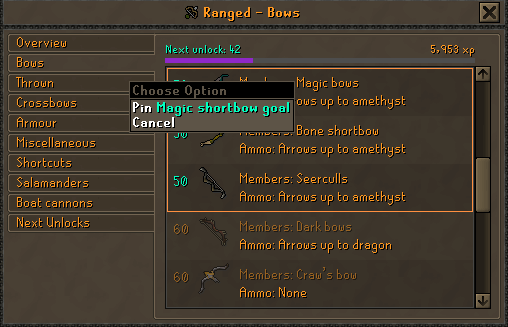 Ranged - Bows
Overview
Bows
Thrown
Crossbows
Armour
Miscellaneous
Shortcuts
Salamanders
Boat cannons
Next Unlocks
Next unlock: 42
5,953 xp
Choose Option
Pin Magic shortbow goal
Cancel
Magic bows
arrows up to amethyst
50
Members: Bone shortbow
Ammo: Arrows up to amethyst
50
Members: Seerculls
Ammo: Arrows up to amethyst
60
Members: Dark bows
Ammo: Arrows up to dragon
60
Members: Craw's bow
Ammo: None